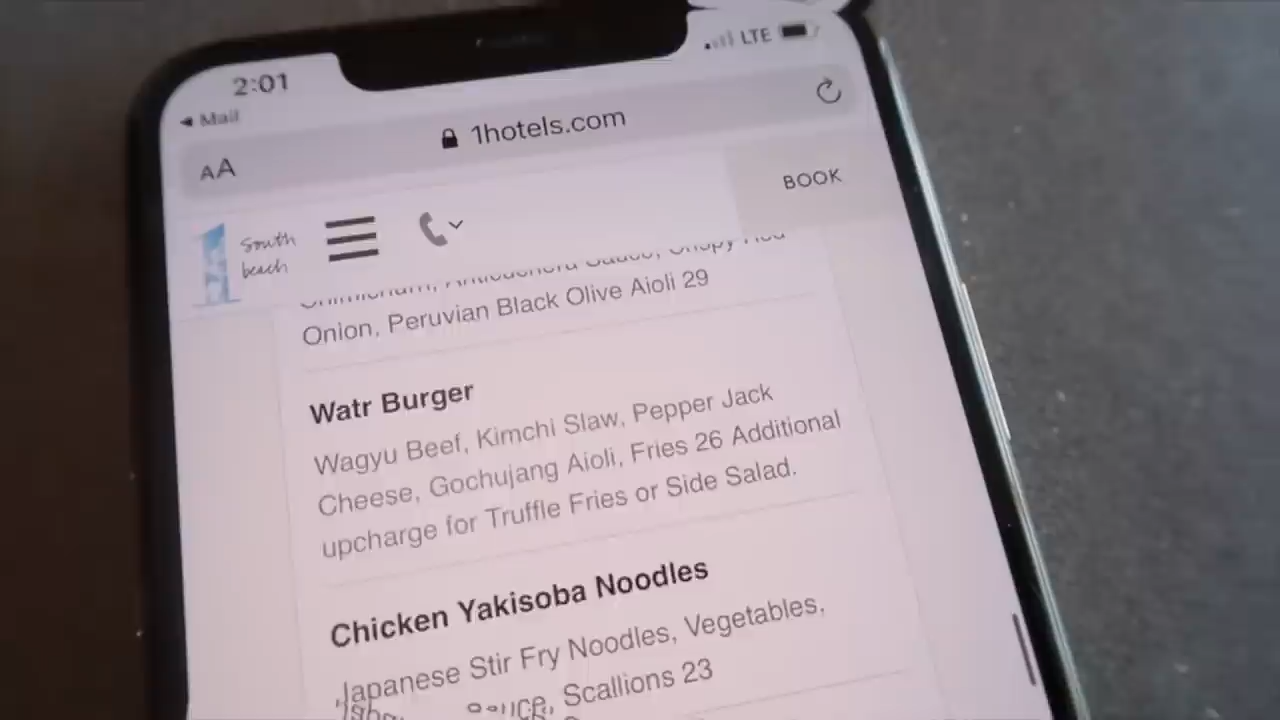 2:01
LTE
◄ Mail
AA
1hotels.com
BOOK
1 south
beach
Onion, Peruvian Black Olive Aioli 29
Watr Burger
Wagyu Beef, Kimchi Slaw, Pepper Jack
Cheese, Gochujang Aioli, Fries 26 Additional
upcharge for Truffle Fries or Side Salad.
Chicken Yakisoba Noodles
Japanese Stir Fry Noodles, Vegetables,
Scallions 23